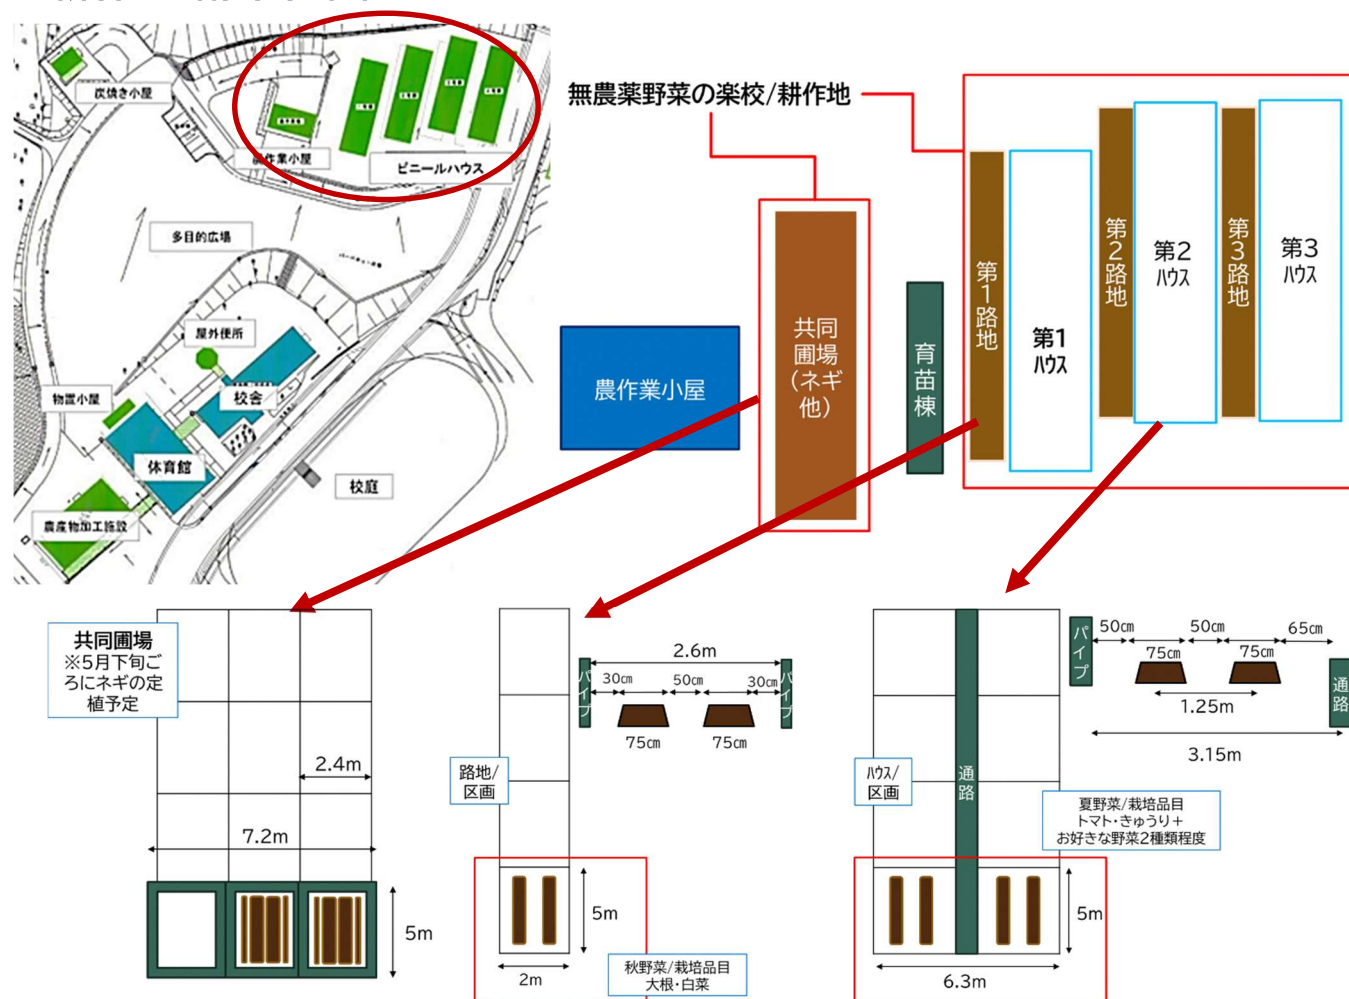 炭焼き小屋
農作業小屋
ビニールハウス
多目的広場
屋外便所
校舎
物置小屋
体育館
校庭
農産物加工施設
無農薬野菜の楽校/耕作地
農作業小屋
共同
圃場
(ネギ
他)
育苗棟
第1路地
第1
ハウス
第2路地
第2
ハウス
第3路地
第3
ハウス
共同圃場
※5月下旬ご
ろにネギの定
植予定
2.4m
7.2m
5m
路地/
区画
パイプ
2.6m
パイプ
30㎝
50㎝
30㎝
75㎝
75㎝
5m
2m
秋野菜/栽培品目
大根・白菜
ハウス/
区画
通路
パイプ
50㎝
50㎝
65㎝
75㎝
75㎝
1.25m
通路
3.15m
夏野菜/栽培品目
トマト・きゅうり+
お好きな野菜2種類程度
5m
6.3m